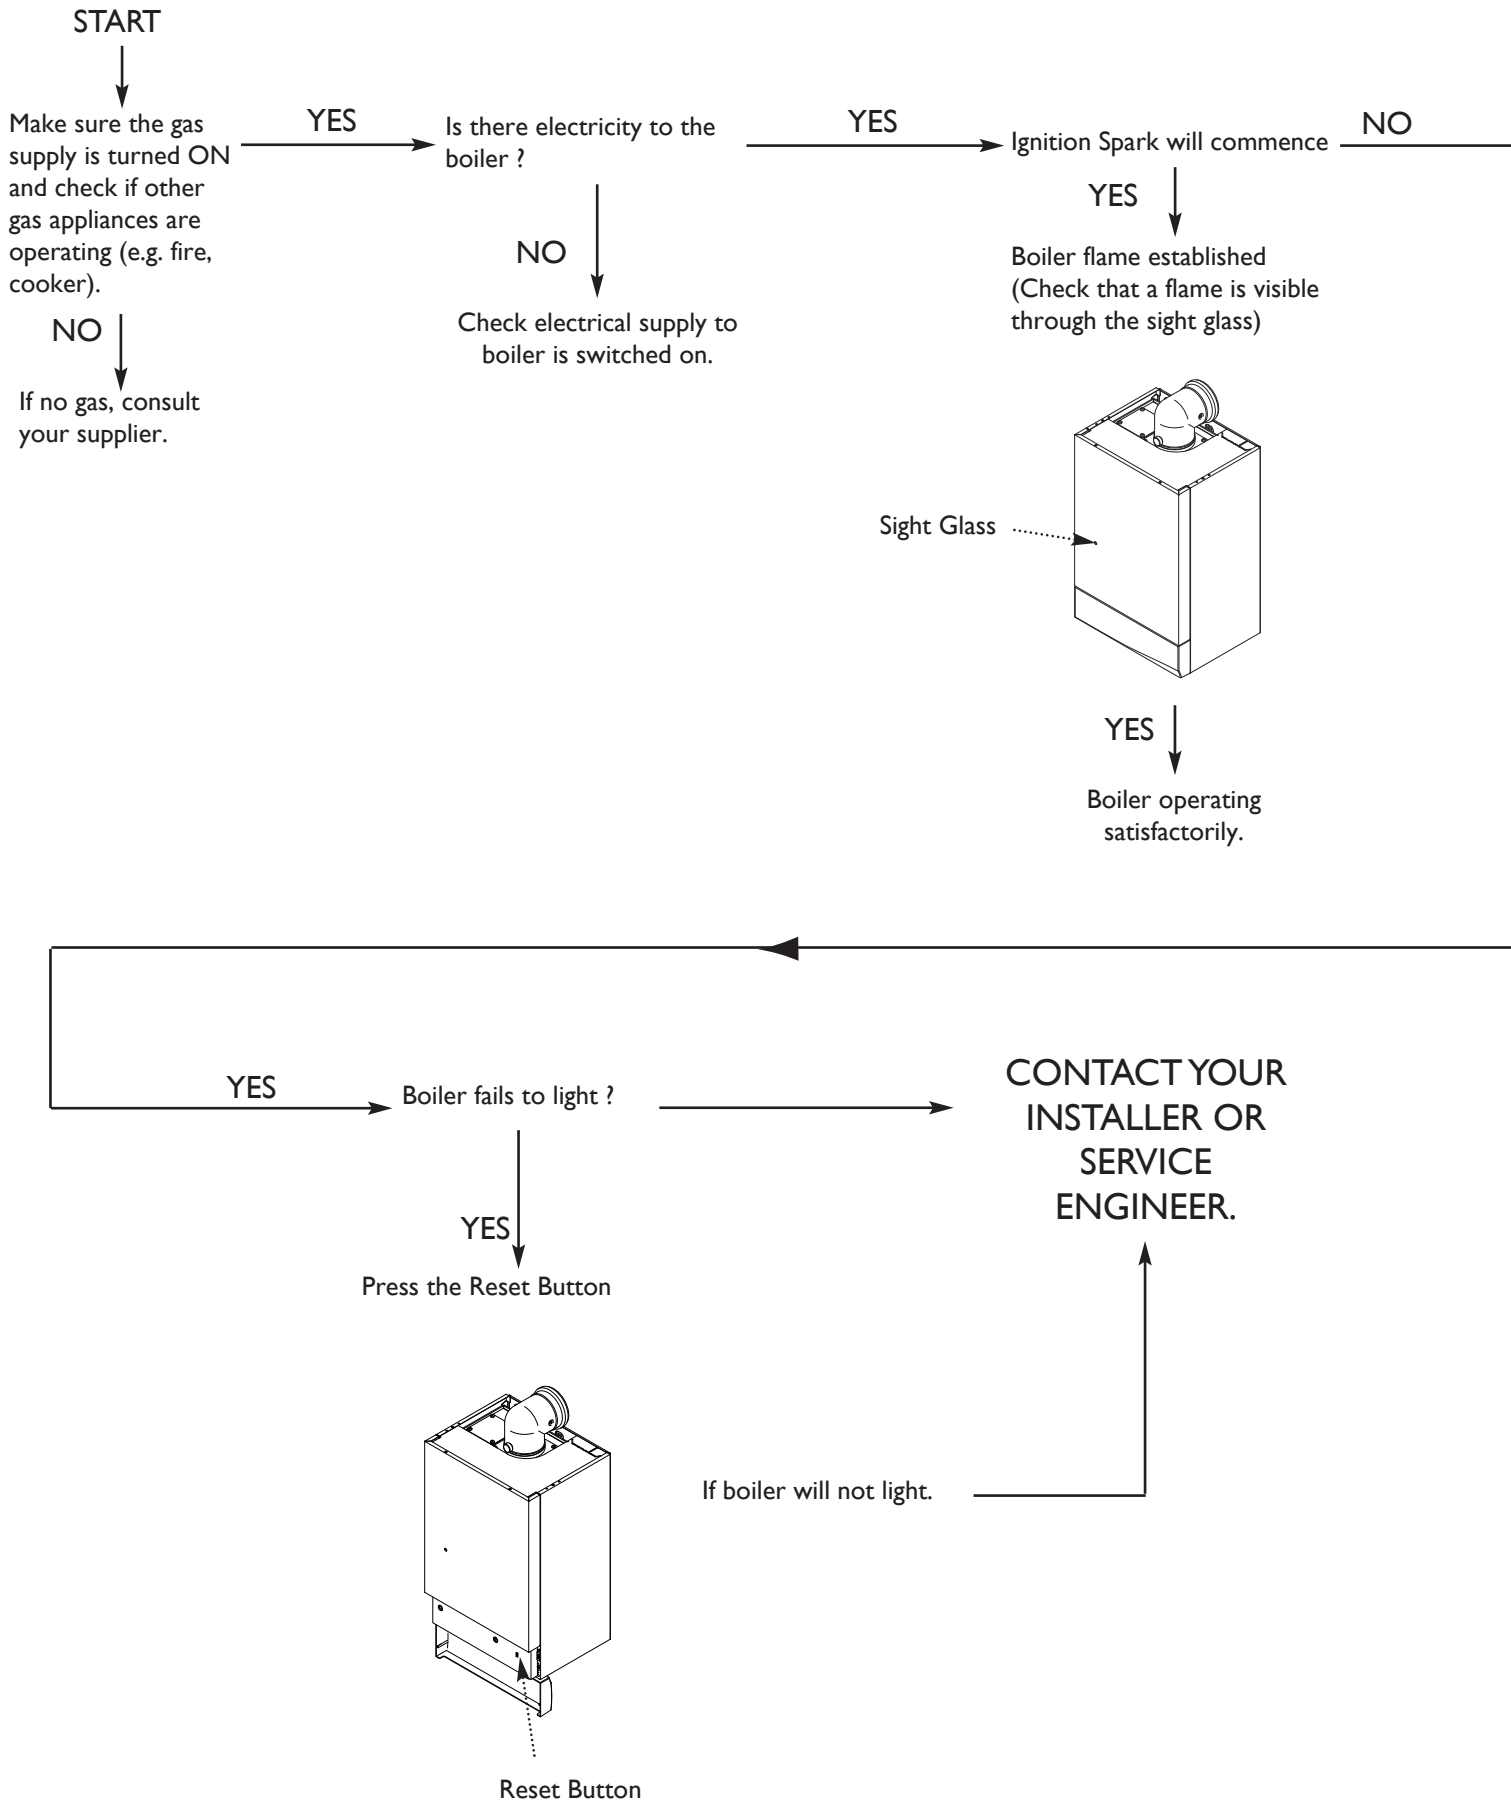 START
Make sure the gas
supply is turned ON
and check if other
gas appliances are
operating (e.g. fire,
cooker).
YES
NO
If no gas, consult
your supplier.
Is there electricity to the
boiler ?
YES
NO
Check electrical supply to
boiler is switched on.
Ignition Spark will commence
NO
YES
Boiler flame established
(Check that a flame is visible
through the sight glass)
Sight Glass
YES
Boiler operating
satisfactorily.
YES
Boiler fails to light ?
CONTACT YOUR
INSTALLER OR
SERVICE
ENGINEER.
YES
Press the Reset Button
If boiler will not light.
Reset Button